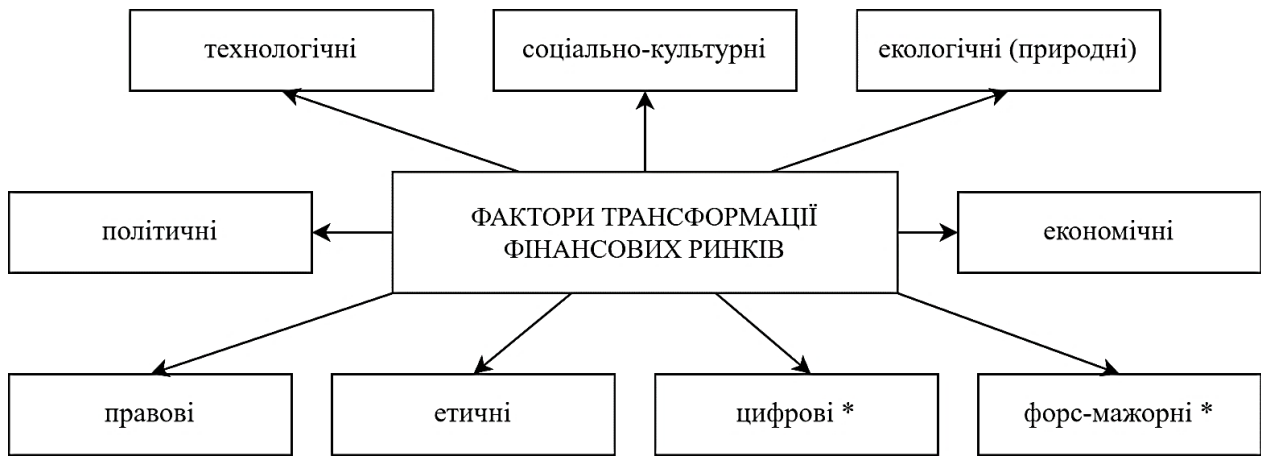 технологічні
соціально-культурні
екологічні (природні)
політичні
ФАКТОРИ ТРАНСФОРМАЦІЇ
ФІНАНСОВИХ РИНКІВ
економічні
правові
етичні
цифрові *
форс-мажорні *